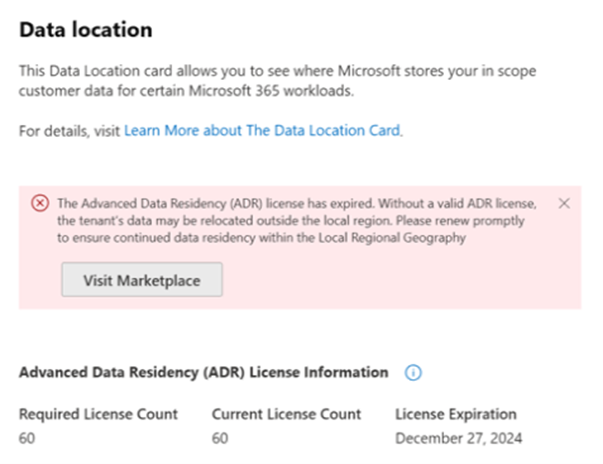 Data location
This Data Location card allows you to see where Microsoft stores your in scope
customer data for certain Microsoft 365 workloads.
For details, visit Learn More about The Data Location Card.
The Advanced Data Residency (ADR) license has expired. Without a valid ADR license,
the tenant's data may be relocated outside the local region. Please renew promptly
to ensure continued data residency within the Local Regional Geography
Visit Marketplace
Advanced Data Residency (ADR) License Information
Required License Count Current License Count License Expiration
60 60 December 27, 2024